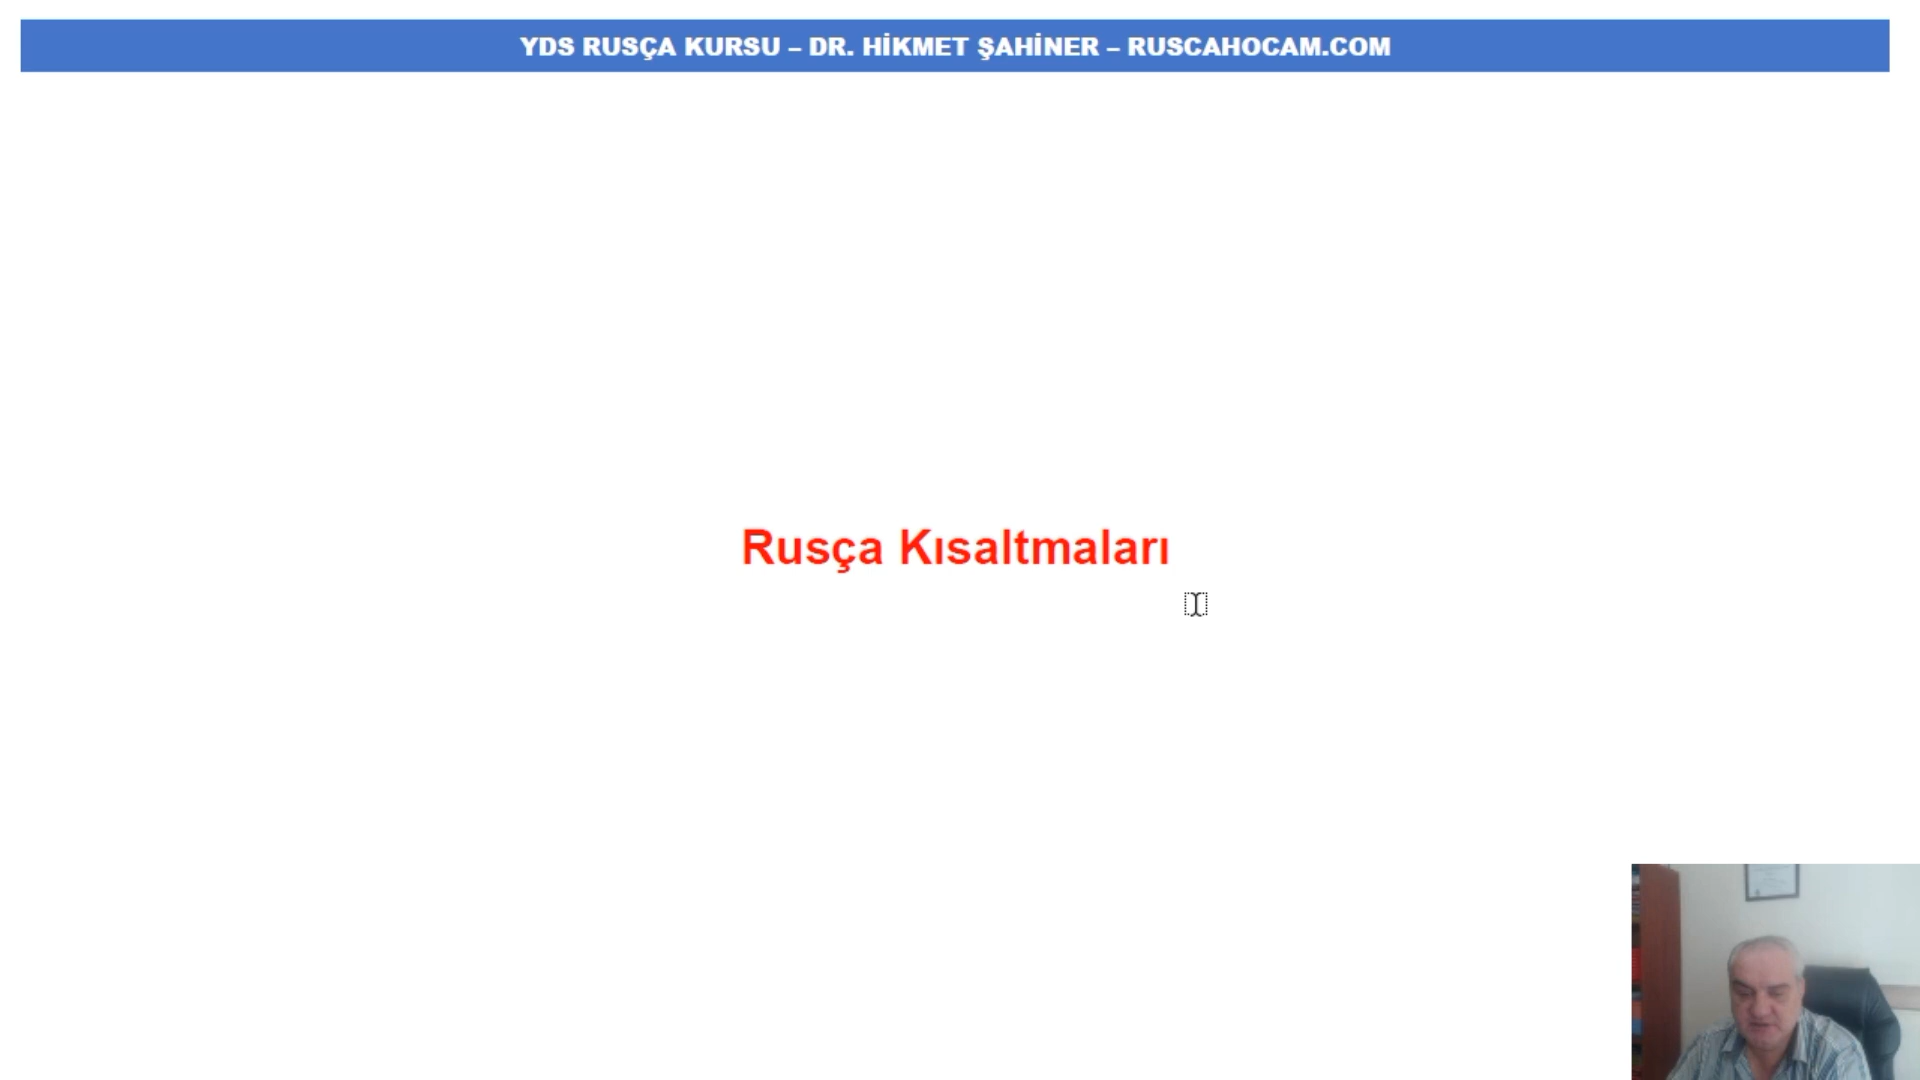 YDS RUSÇA KURSU – DR. HİKMET ŞAHİNER – RUSCAHOCAM.COM
Rusça Kısaltmaları